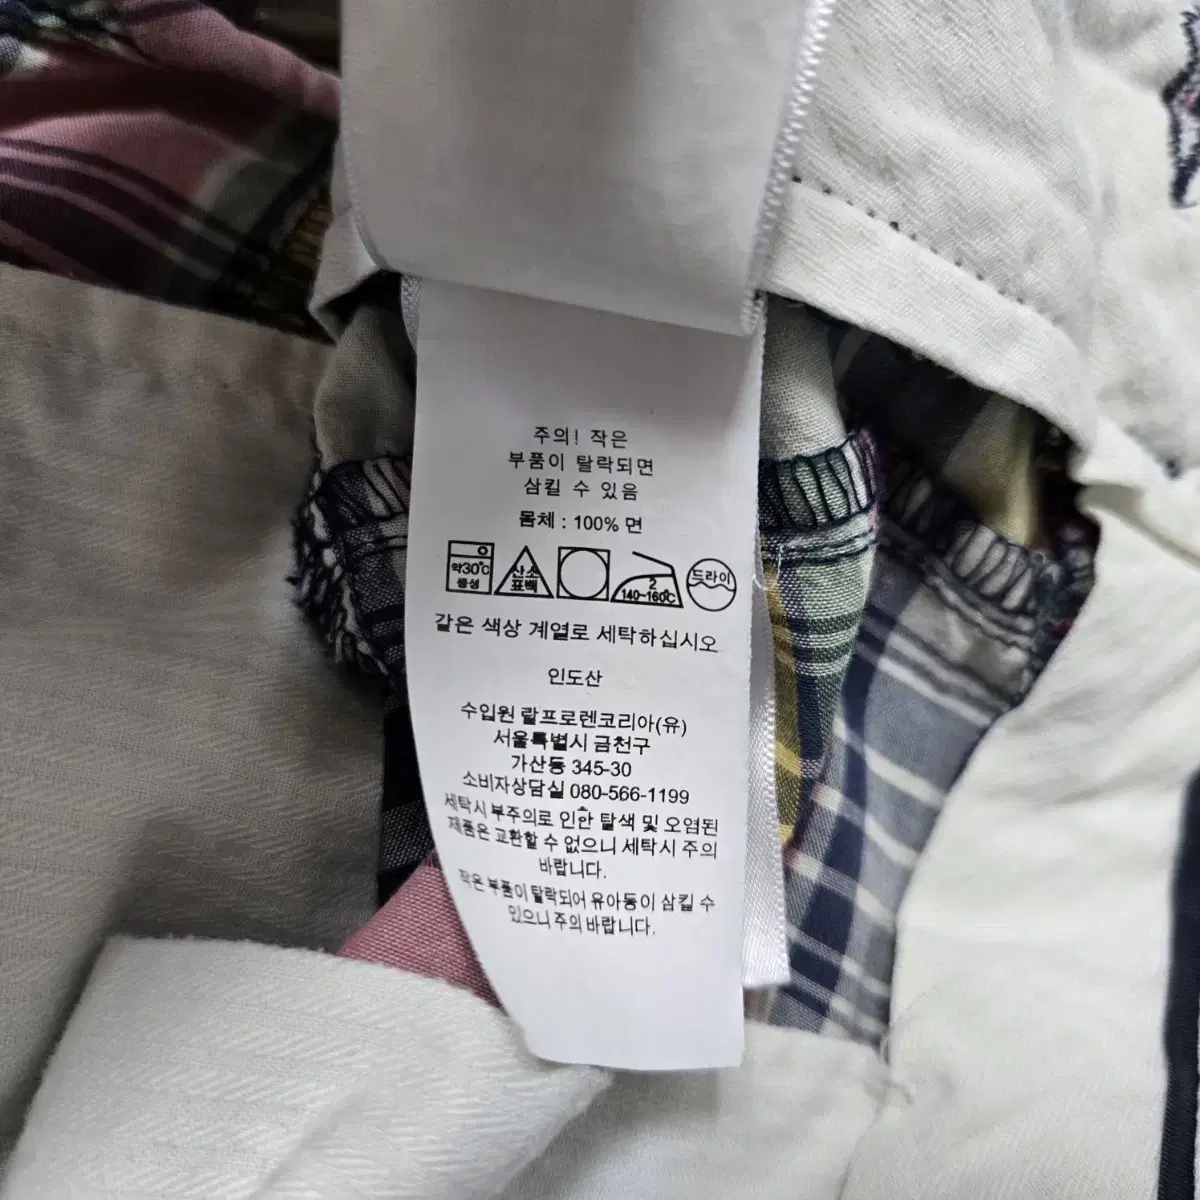 주의! 작은
부품이 탈락되면
삼킬 수 있음
몸체 : 100% 면
약30℃ 중성 산소 표백 2 140~160℃ 드라이
같은 색상 계열로 세탁하십시오
인도산
수입원 랄프로렌코리아(유)
서울특별시 금천구
가산동 345-30
소비자상담실 080-566-1199
세탁시 부주의로 인한 탈색 및 오염된
제품은 교환할 수 없으니 세탁시 주의
바랍니다.
작은 부품이 탈락되어 유아동이 삼킬 수
있으니 주의 바랍니다.